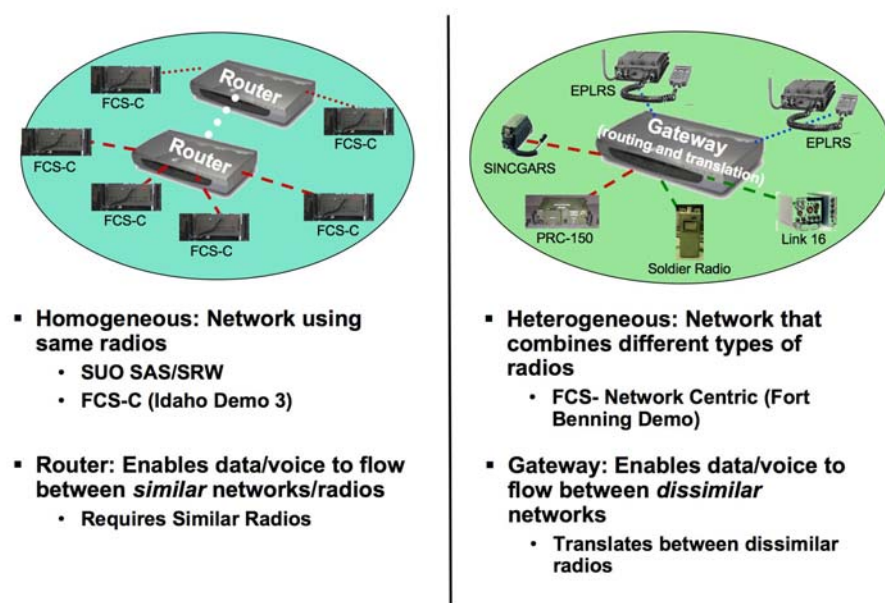 Router
FCS-C
FCS-C
Router
FCS-C
FCS-C
FCS-C
FCS-C
▪ Homogeneous: Network using
same radios
• SUO SAS/SRW
• FCS-C (Idaho Demo 3)
▪ Router: Enables data/voice to flow
between similar networks/radios
• Requires Similar Radios
EPLRS
EPLRS
Gateway
(routing and translation)
SINCGARS
PRC-150
Soldier Radio
Link 16
▪ Heterogeneous: Network that
combines different types of
radios
• FCS- Network Centric (Fort
Benning Demo)
▪ Gateway: Enables data/voice to
flow between dissimilar
networks
• Translates between dissimilar
radios